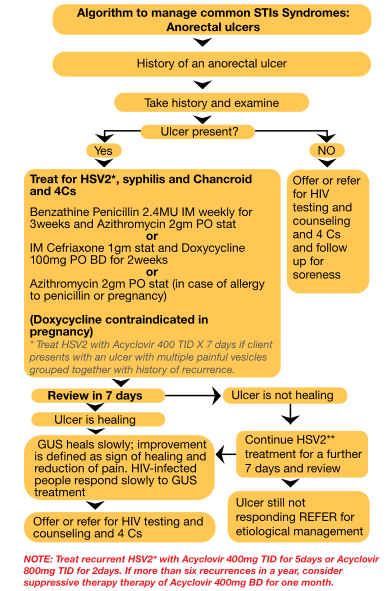 Algorithm to manage common STIs Syndromes:
Anorectal ulcers
History of an anorectal ulcer
Take history and examine
Ulcer present?
Yes
NO
Treat for HSV2*, syphilis and Chancroid
and 4Cs
Benzathine Penicillin 2.4MU IM weekly for
3weeks and Azithromycin 2gm PO stat
or
IM Cefriaxone 1gm stat and Doxycycline
100mg PO BD for 2weeks
or
Azithromycin 2gm PO stat (in case of allergy
to penicillin or pregnancy)
(Doxycycline contraindicated in
pregnancy)
* Treat HSV2 with Acyclovir 400 TID X 7 days if client
presents with an ulcer with multiple painful vesicles
grouped together with history of recurrence.
Offer or refer
for HIV
testing and
counseling
and 4 Cs
and follow
up for
soreness
Review in 7 days
Ulcer is not healing
Ulcer is healing
GUS heals slowly; improvement
is defined as sign of healing and
reduction of pain. HIV-infected
people respond slowly to GUS
treatment
Continue HSV2**
treatment for a further
7 days and review
Offer or refer for HIV testing and
counseling and 4 Cs
Ulcer still not
responding REFER for
etiological management
NOTE: Treat recurrent HSV2* with Acyclovir 400mg TID for 5days or Acyclovir
800mg TID for 2days. If more than six recurrences in a year, consider
suppressive therapy therapy of Acyclovir 400mg BD for one month.